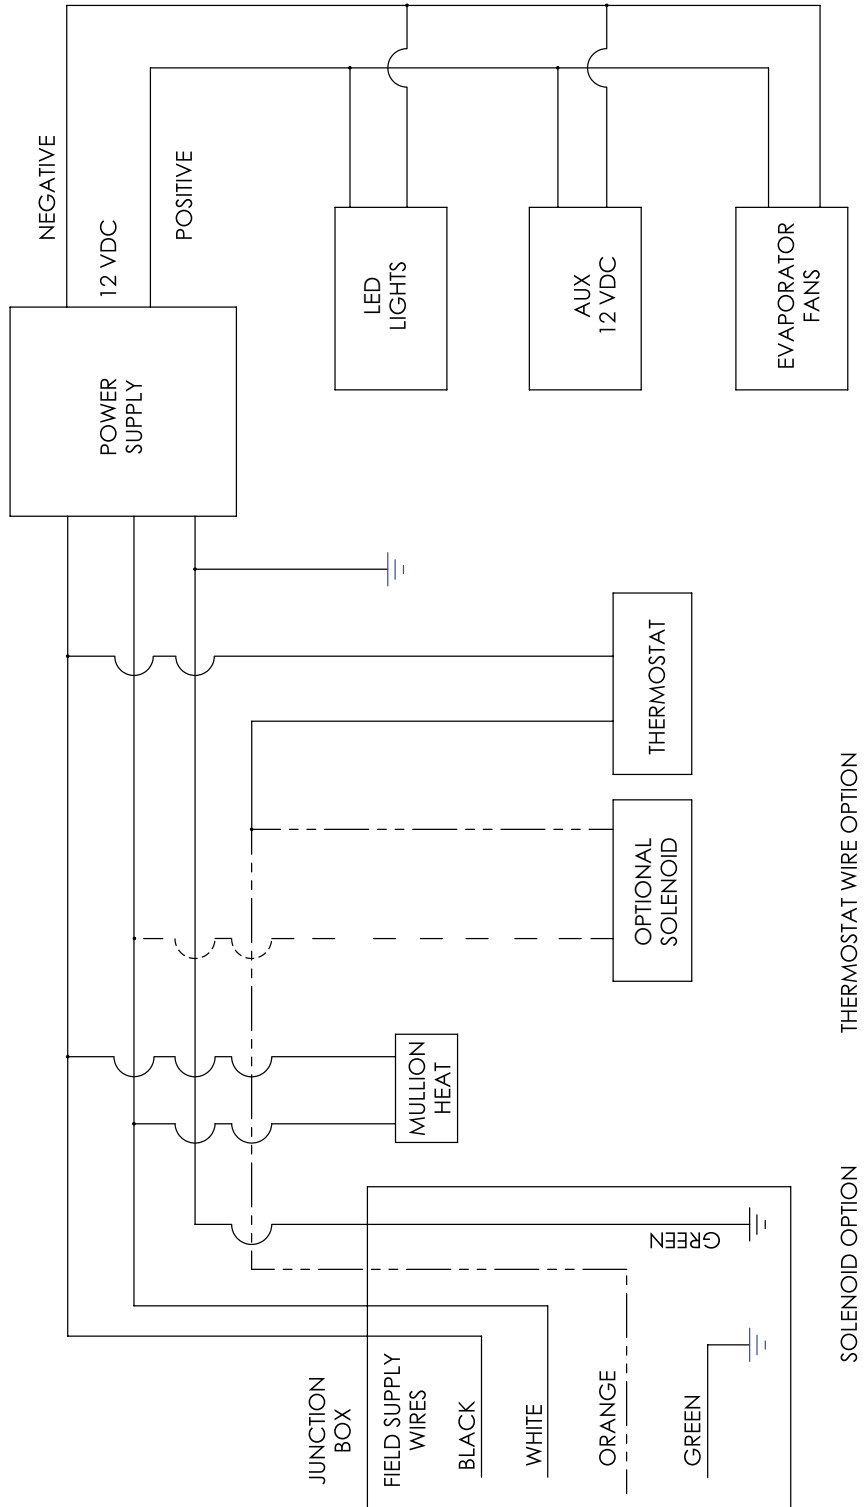 NEGATIVE
12 VDC
POSITIVE
POWER
SUPPLY
LED
LIGHTS
AUX
12 VDC
EVAPORATOR
FANS
THERMOSTAT
OPTIONAL
SOLENOID
MULLION
HEAT
GREEN
JUNCTION
BOX
FIELD SUPPLY
WIRES
BLACK
WHITE
ORANGE
GREEN
SOLENOID OPTION
THERMOSTAT WIRE OPTION